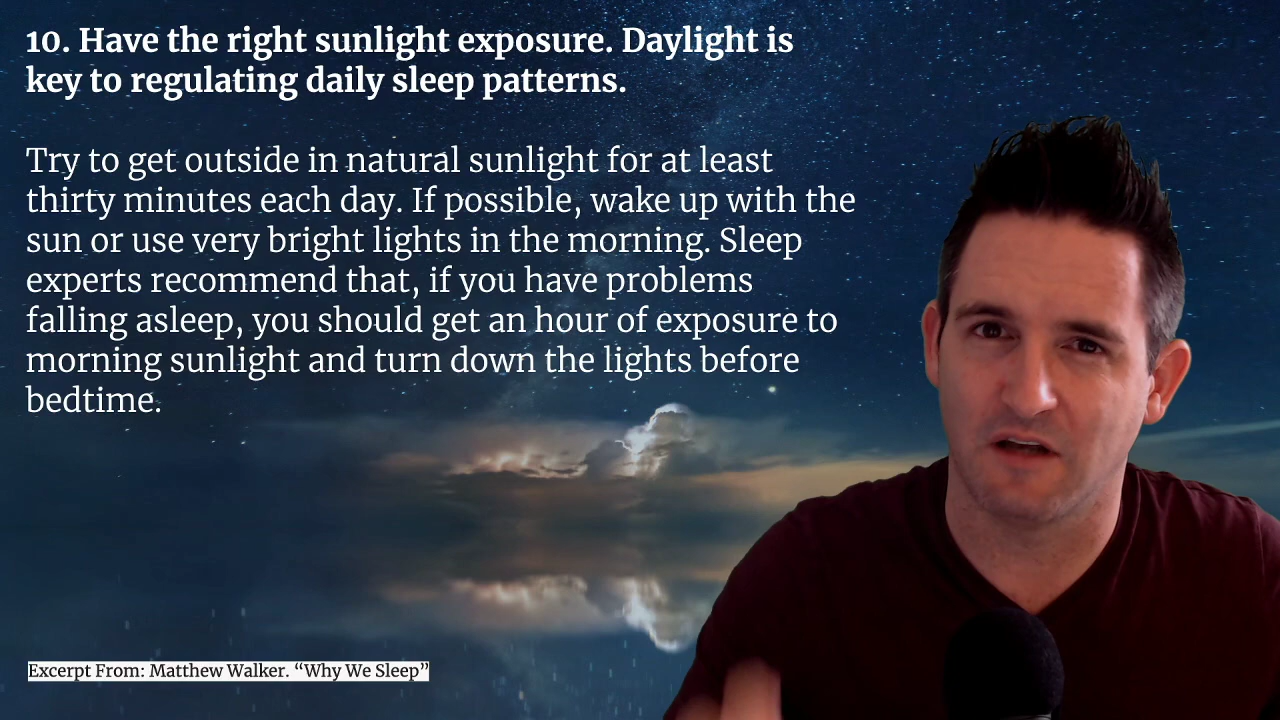 10. Have the right sunlight exposure. Daylight is
key to regulating daily sleep patterns.
Try to get outside in natural sunlight for at least
thirty minutes each day. If possible, wake up with the
sun or use very bright lights in the morning. Sleep
experts recommend that, if you have problems
falling asleep, you should get an hour of exposure to
morning sunlight and turn down the lights before
bedtime.
Excerpt From: Matthew Walker. “Why We Sleep”